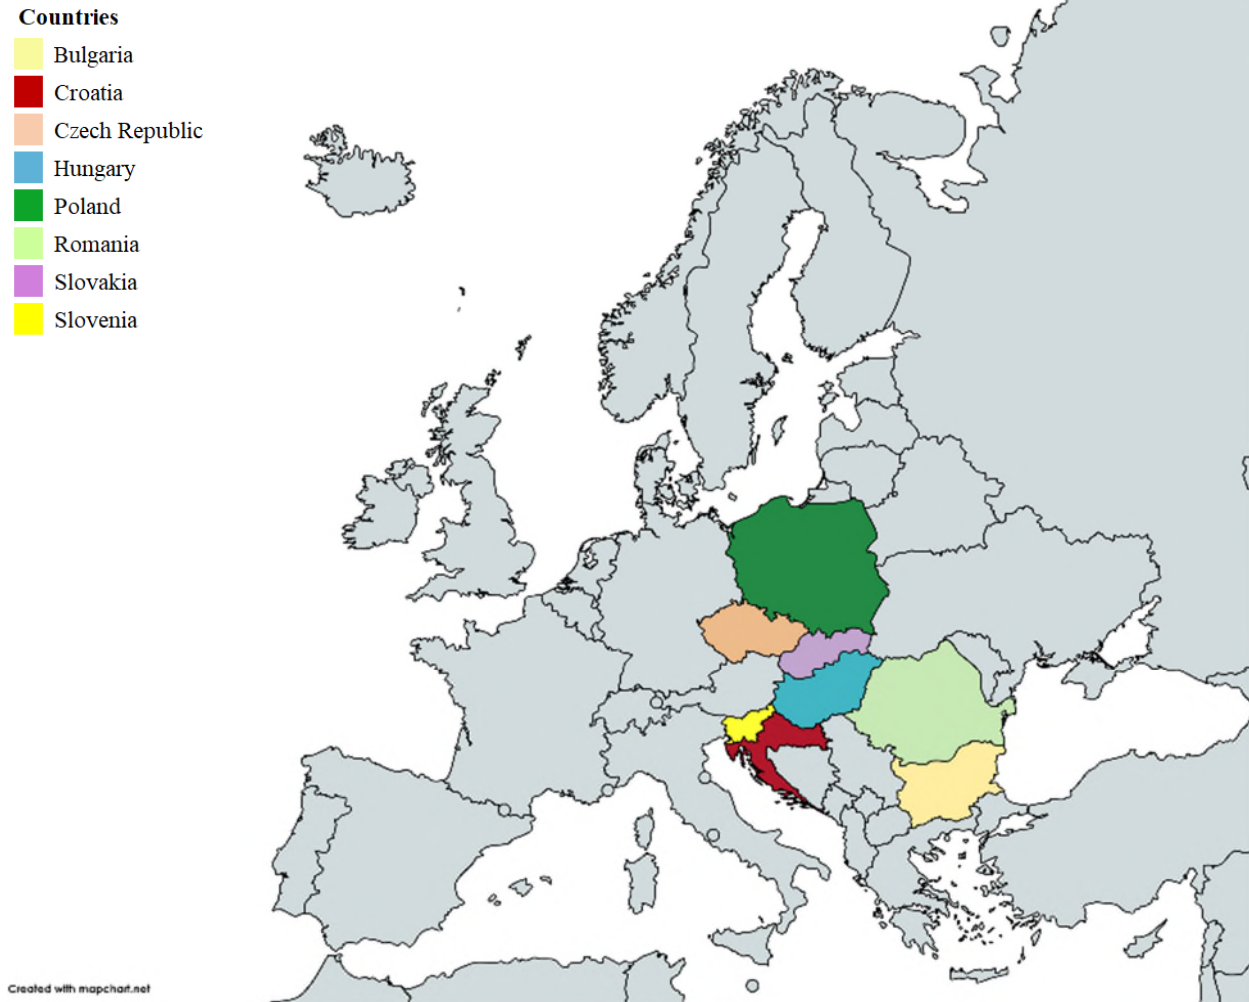 Countries
Bulgaria
Croatia
Czech Republic
Hungary
Poland
Romania
Slovakia
Slovenia
Created with mapchart.net